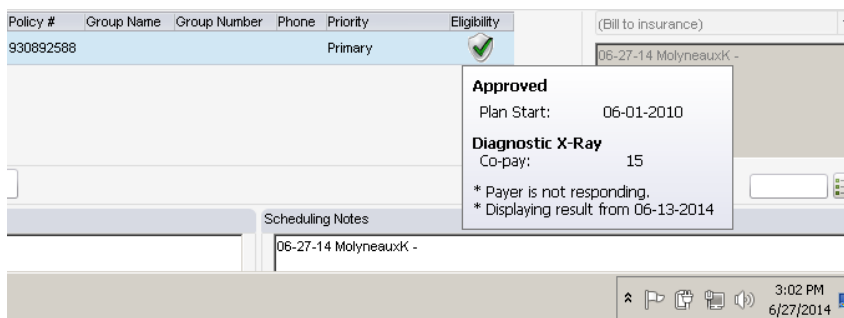 Policy # Group Name Group Number Phone Priority Eligibility
(Bill to insurance)
930892588 Primary
06-27-14 MolyneauxK -
Approved
Plan Start: 06-01-2010
Diagnostic X-Ray
Co-pay: 15
* Payer is not responding.
* Displaying result from 06-13-2014
Scheduling Notes
06-27-14 MolyneauxK -
3:02 PM
6/27/2014